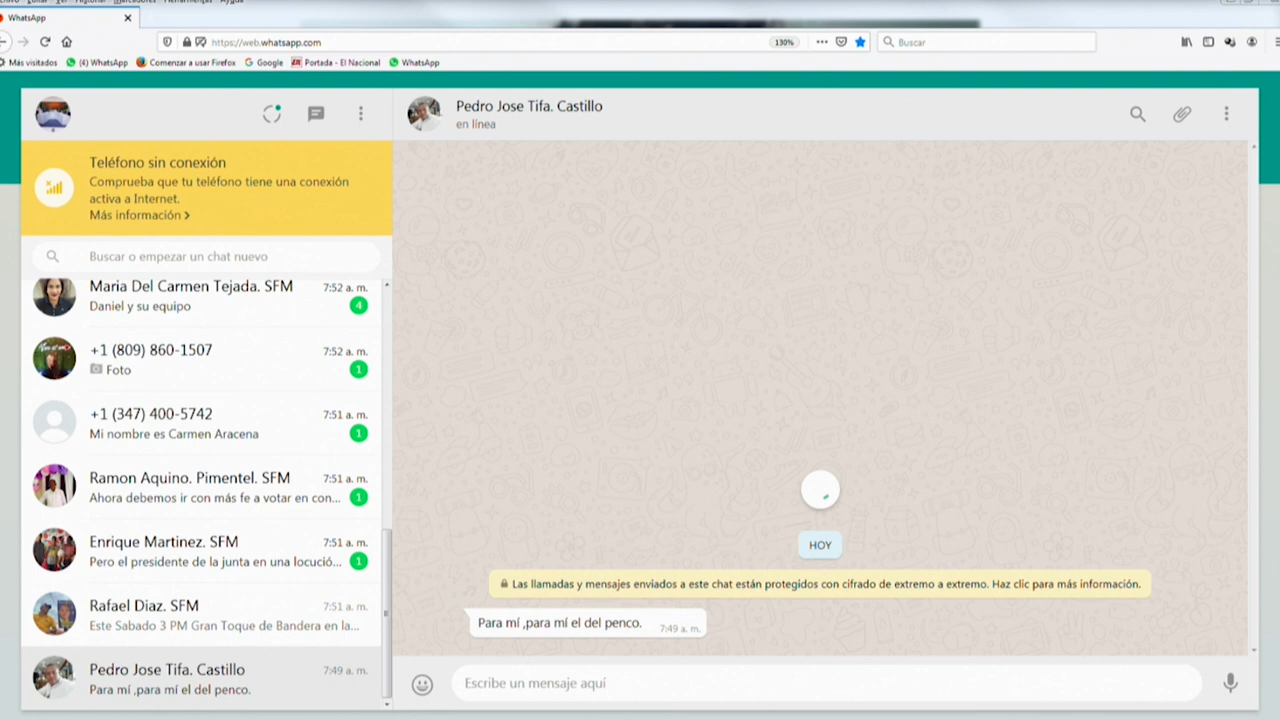 Archivo Editar Ver Historial Marcadores Herramientas Ayuda
WhatsApp
https://web.whatsapp.com
130%
Buscar
Más visitados
(4) WhatsApp
Comenzar a usar Firefox
Google
Portada - El Nacional
WhatsApp
Teléfono sin conexión
Comprueba que tu teléfono tiene una conexión
activa a Internet.
Más información
Buscar o empezar un chat nuevo
Maria Del Carmen Tejada. SFM 7:52 a. m.
Daniel y su equipo 4
+1 (809) 860-1507 7:52 a. m.
Foto 1
+1 (347) 400-5742 7:51 a. m.
Mi nombre es Carmen Aracena 1
Ramon Aquino. Pimentel. SFM 7:51 a. m.
Ahora debemos ir con más fe a votar en con... 1
Enrique Martinez. SFM 7:51 a. m.
Pero el presidente de la junta en una locució... 1
Rafael Diaz. SFM 7:51 a. m.
Este Sabado 3 PM Gran Toque de Bandera en la...
Pedro Jose Tifa. Castillo 7:49 a. m.
Para mí ,para mí el del penco.
Pedro Jose Tifa. Castillo
en línea
HOY
Las llamadas y mensajes enviados a este chat están protegidos con cifrado de extremo a extremo. Haz clic para más información.
Para mí ,para mí el del penco. 7:49 a. m.
Escribe un mensaje aquí